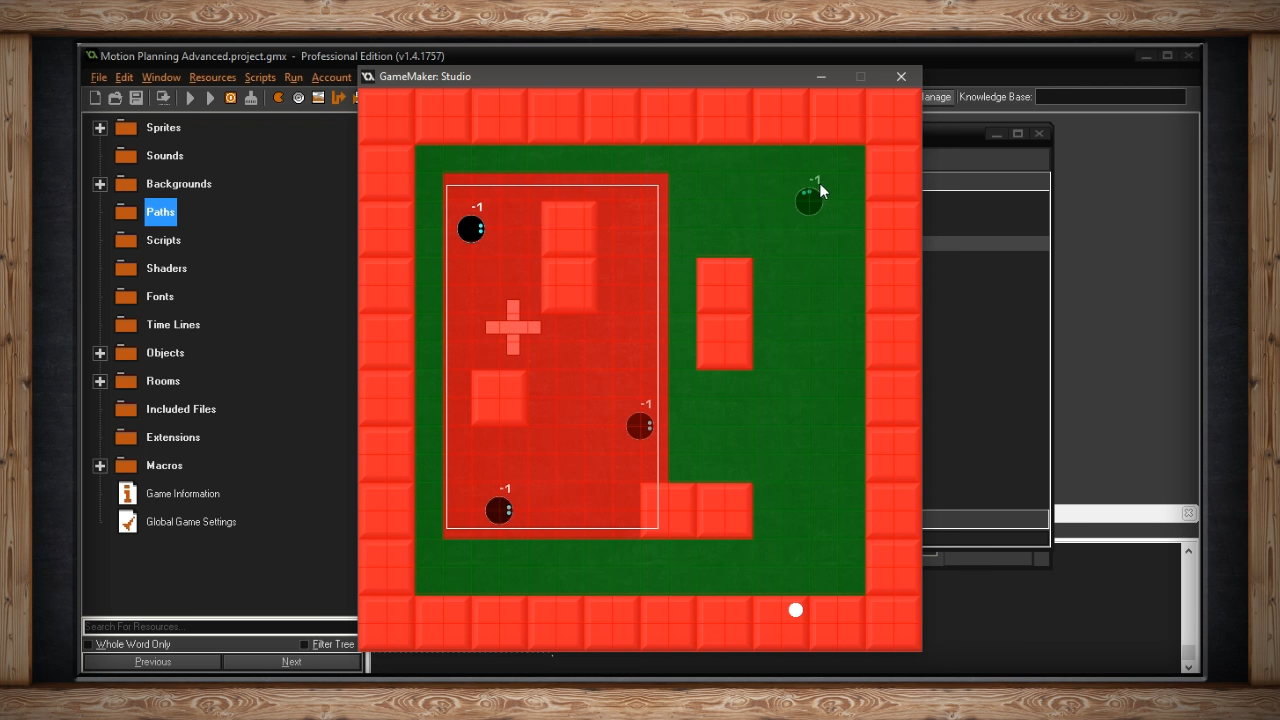 Motion Planning Advanced.project.gmx - Professional Edition (v1.4.1757)
File Edit Window Resources Scripts Run Account
GameMaker: Studio
anage Knowledge Base:
Sprites
Sounds
Backgrounds
Paths
Scripts
Shaders
Fonts
Time Lines
Objects
Rooms
Included Files
Extensions
Macros
Game Information
Global Game Settings
-1
-1
-1
-1
Search For Resources...
Whole Word Only Filter Tree
Previous Next